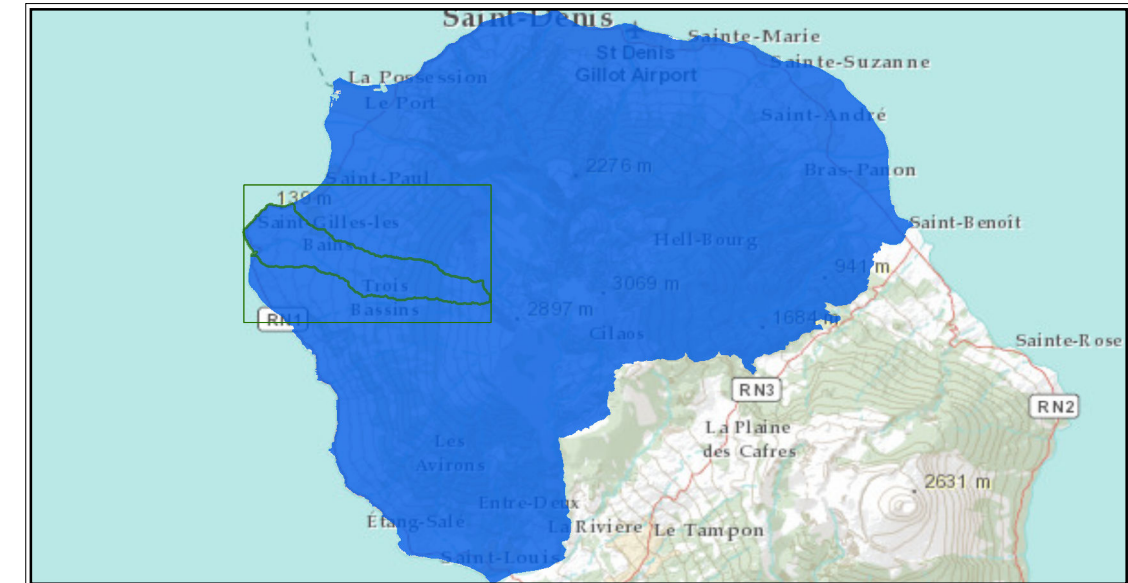 Saint-Denis
Sainte-Marie
St Denis
Gillot Airport
Sainte-Suzanne
La Possession
Le Port
Saint-André
2276 m
Bras-Panon
Saint-Paul
139 m
Saint-Gilles-les
Bains
Saint-Benoît
Hell-Bourg
941 m
Trois
Bassins
3069 m
2897 m
1684 m
RN1
Cilaos
Sainte-Rose
RN3
RN2
La Plaine
des Cafres
Les
Avirons
2631 m
Entre-Deux
Étang-Salé
La Rivière
Le Tampon
Saint-Louis